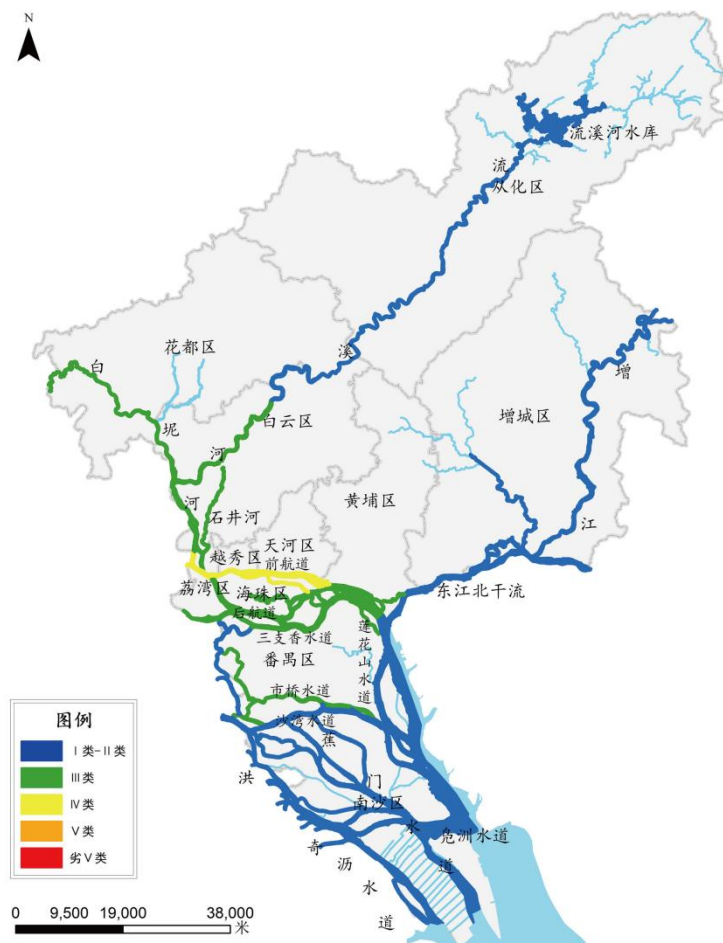 N
流溪河水库
流
从化区
溪
花都区
白
增
坭
白云区
增城区
河
黄埔区
河
石井河
江
天河区
越秀区
前航道
荔湾区
海珠区
东江北干流
后航道
三支香水道
莲花山水道
番禺区
市桥水道
沙湾水道
蕉
洪
门
南沙区
水
凫洲水道
奇
道
沥
水
道
图例
Ⅰ类-Ⅱ类
Ⅲ类
Ⅳ类
Ⅴ类
劣Ⅴ类
0 9,500 19,000 38,000
米